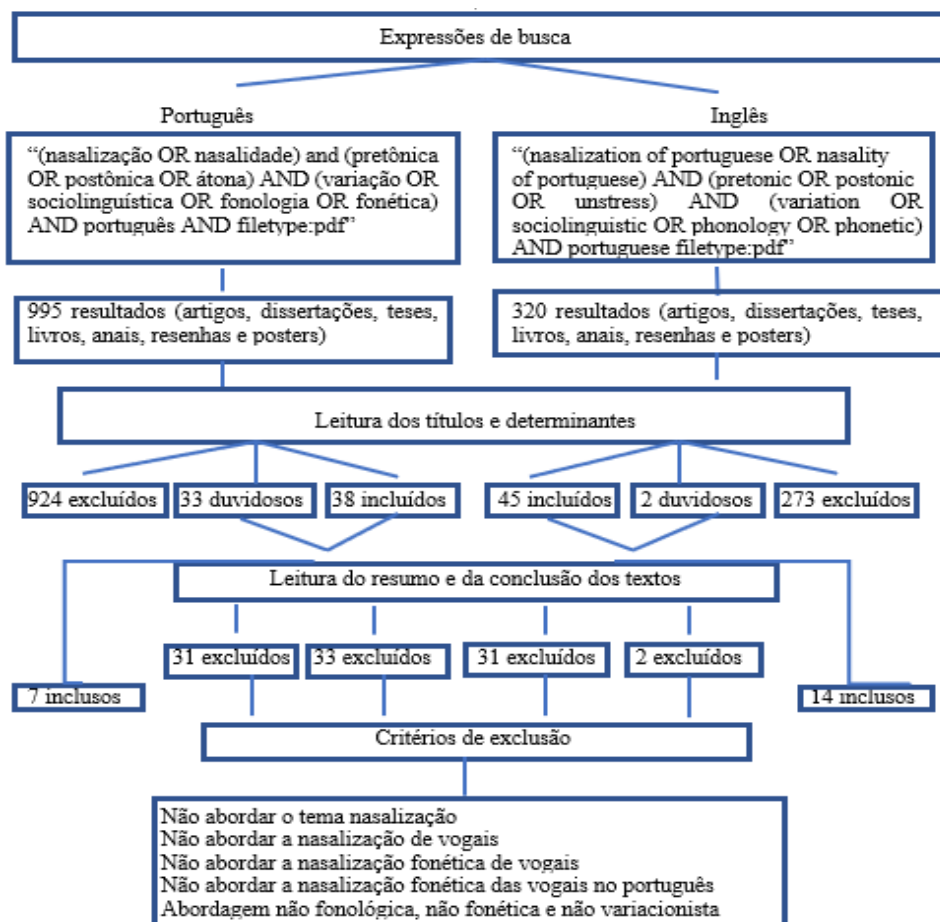 Expressões de busca
Português
Inglês
“(nasalização OR nasalidade) and (pretônica
OR postônica OR átona) AND (variação OR
sociolinguística OR fonologia OR fonética)
AND português AND filetype:pdf”
“(nasalization of portuguese OR nasality
of portuguese) AND (pretonic OR postonic
OR unstress) AND (variation OR
sociolinguistic OR phonology OR phonetic)
AND portuguese filetype:pdf”
995 resultados (artigos, dissertações, teses,
livros, anais, resenhas e posters)
320 resultados (artigos, dissertações, teses,
livros, anais, resenhas e posters)
Leitura dos títulos e determinantes
924 excluídos
33 duvidosos
38 incluídos
45 incluídos
2 duvidosos
273 excluídos
Leitura do resumo e da conclusão dos textos
31 excluídos
33 excluídos
31 excluídos
2 excluídos
7 inclusos
14 inclusos
Critérios de exclusão
Não abordar o tema nasalização
Não abordar a nasalização de vogais
Não abordar a nasalização fonética de vogais
Não abordar a nasalização fonética das vogais no português
Abordagem não fonológica, não fonética e não variacionista